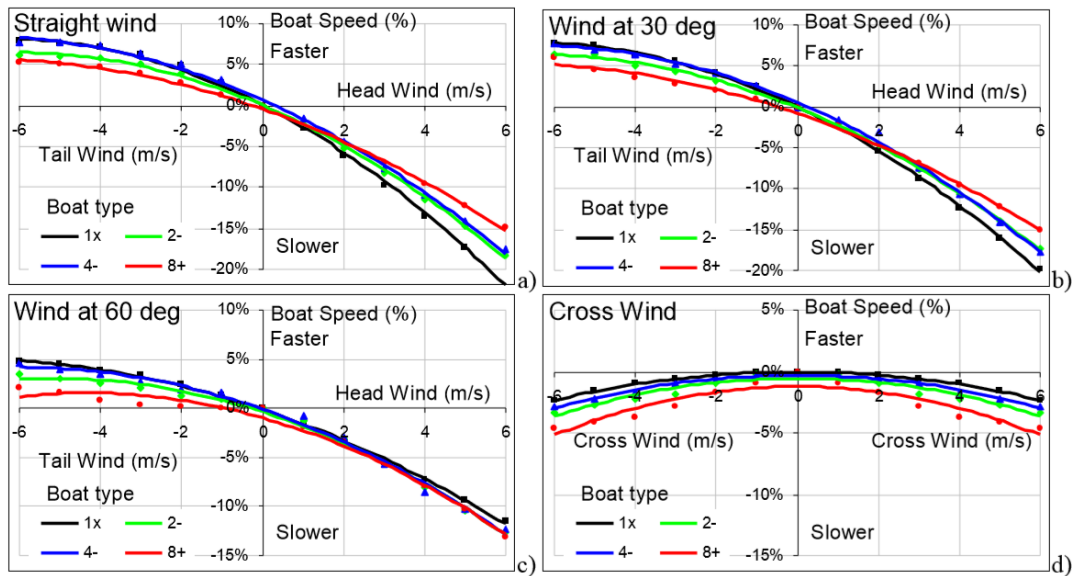 Straight wind
10%
Boat Speed (%)
Faster
5%
Head Wind (m/s)
0%
-6 -4 -2 0 2 4 6
Tail Wind (m/s)
-5%
-10%
Boat type
1x 2-
-15%
Slower
4- 8+
-20%
a)
Wind at 30 deg
10%
Boat Speed (%)
Faster
5%
Head Wind (m/s)
0%
-6 -4 -2 0 2 4 6
Tail Wind (m/s)
-5%
-10%
Boat type
1x 2-
-15%
Slower
4- 8+
-20%
b)
Wind at 60 deg
10%
Boat Speed (%)
Faster
5%
Head Wind (m/s)
0%
-6 -4 -2 0 2 4 6
Tail Wind (m/s)
-5%
Boat type
-10%
1x 2-
Slower
4- 8+
-15%
c)
Cross Wind
5%
Boat Speed (%)
Faster
0%
-6 -4 -2 0 2 4 6
Cross Wind (m/s)
-5%
Cross Wind (m/s)
Boat type
-10%
1x 2-
Slower
4- 8+
-15%
d)